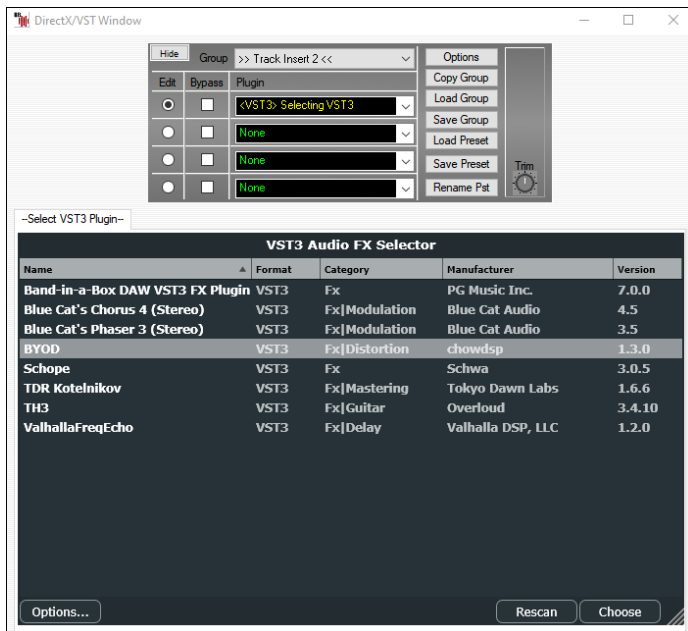 DirectX/VST Window
Hide Group >> Track Insert 2 << Options
Edit Bypass Plugin Copy Group
<VST3> Selecting VST3 Load Group
Save Group
None Load Preset
None Save Preset Trim
None Rename Pst
--Select VST3 Plugin--
VST3 Audio FX Selector
Name Format Category Manufacturer Version
Band-in-a-Box DAW VST3 FX Plugin VST3 Fx PG Music Inc. 7.0.0
Blue Cat's Chorus 4 (Stereo) VST3 Fx|Modulation Blue Cat Audio 4.5
Blue Cat's Phaser 3 (Stereo) VST3 Fx|Modulation Blue Cat Audio 3.5
BYOD VST3 Fx|Distortion chowdsp 1.3.0
Schope VST3 Fx Schwa 3.0.5
TDR Kotelnikov VST3 Fx|Mastering Tokyo Dawn Labs 1.6.6
TH3 VST3 Fx|Guitar Overloud 3.4.10
ValhallaFreqEcho VST3 Fx|Delay Valhalla DSP, LLC 1.2.0
Options... Rescan Choose